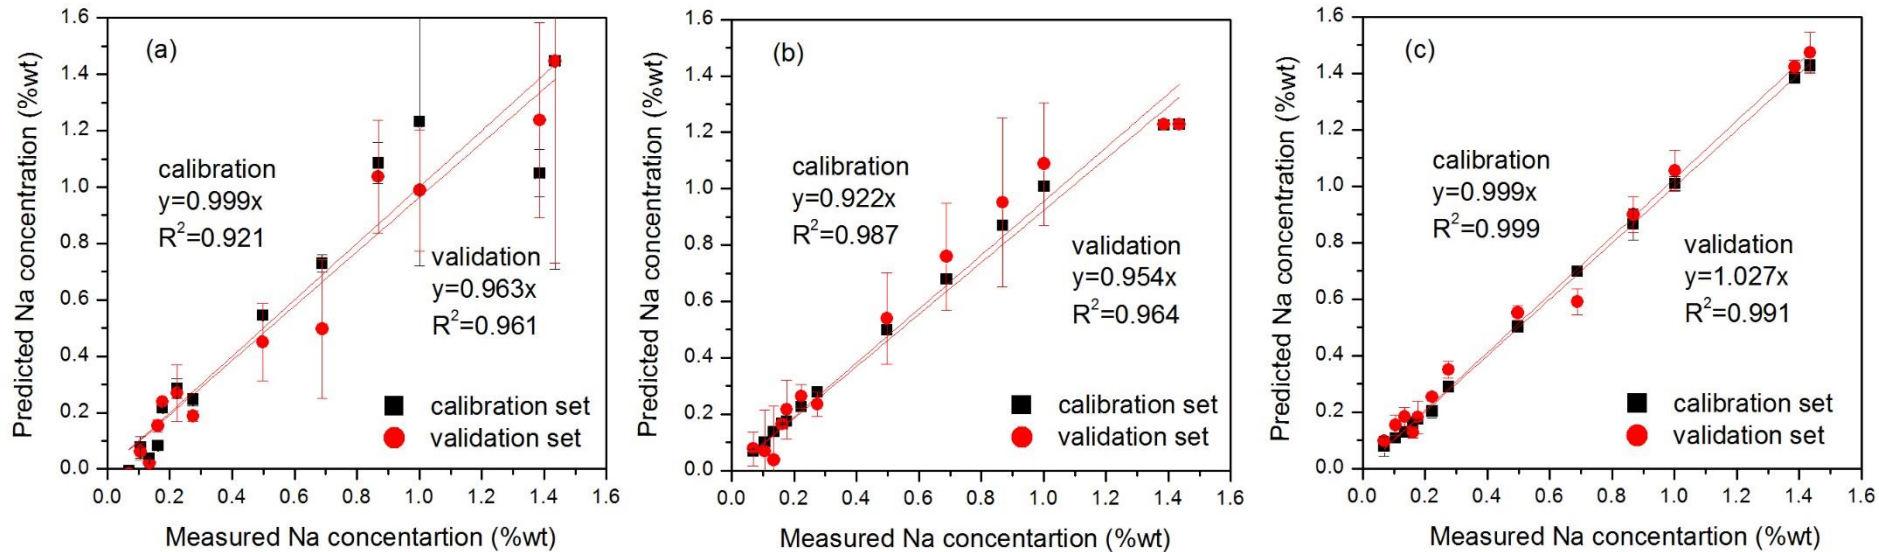 (a)
Predicted Na concentration (%wt)
1.6
1.4
1.2
1.0
0.8
0.6
0.4
0.2
0.0
calibration
y=0.999x
R²=0.921
validation
y=0.963x
R²=0.961
calibration set
validation set
0.0 0.2 0.4 0.6 0.8 1.0 1.2 1.4 1.6
Measured Na concentartion (%wt)
(b)
Predicted Na concentration (%wt)
1.6
1.4
1.2
1.0
0.8
0.6
0.4
0.2
0.0
calibration
y=0.922x
R²=0.987
validation
y=0.954x
R²=0.964
calibration set
validation set
0.0 0.2 0.4 0.6 0.8 1.0 1.2 1.4 1.6
Measured Na concentartion (%wt)
(c)
Predicted Na concentration (%wt)
1.6
1.4
1.2
1.0
0.8
0.6
0.4
0.2
0.0
calibration
y=0.999x
R²=0.999
validation
y=1.027x
R²=0.991
calibration set
validation set
0.0 0.2 0.4 0.6 0.8 1.0 1.2 1.4 1.6
Measured Na concentartion (%wt)